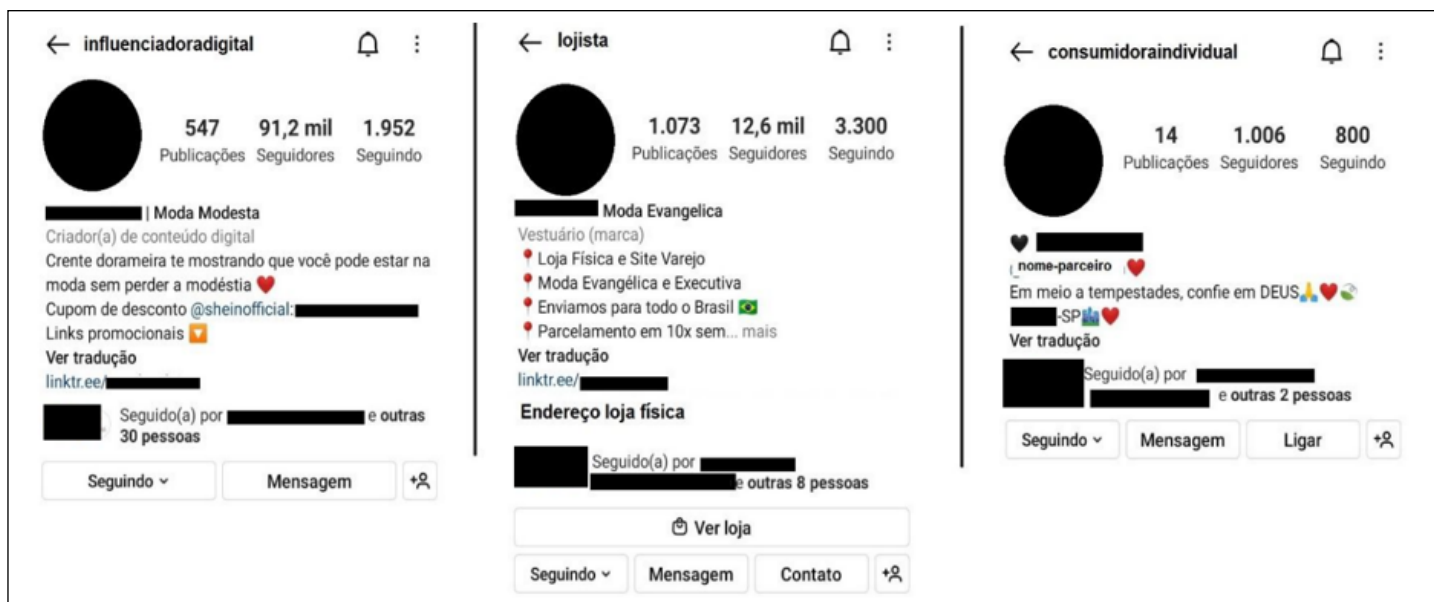 influenciadoradigital
547 91,2 mil 1.952
Publicações Seguidores Seguindo
| Moda Modesta
Criador(a) de conteúdo digital
Crente dorameira te mostrando que você pode estar na
moda sem perder a modéstia ❤️
Cupom de desconto @sheinofficial:
Links promocionais 🔽
Ver tradução
linktr.ee/
Seguido(a) por e outras
30 pessoas
Seguindo Mensagem
lojista
1.073 12,6 mil 3.300
Publicações Seguidores Seguindo
Moda Evangelica
Vestuário (marca)
📍Loja Física e Site Varejo
📍Moda Evangélica e Executiva
📍Enviamos para todo o Brasil 🇧🇷
📍Parcelamento em 10x sem... mais
Ver tradução
linktr.ee/
Endereço loja física
Seguido(a) por
e outras 8 pessoas
Ver loja
Seguindo Mensagem Contato
consumidoraindividual
14 1.006 800
Publicações Seguidores Seguindo
🖤
nome-parceiro ❤️
Em meio a tempestades, confie em DEUS🙏❤️🍃
-SP🏙️❤️
Ver tradução
Seguido(a) por
e outras 2 pessoas
Seguindo Mensagem Ligar